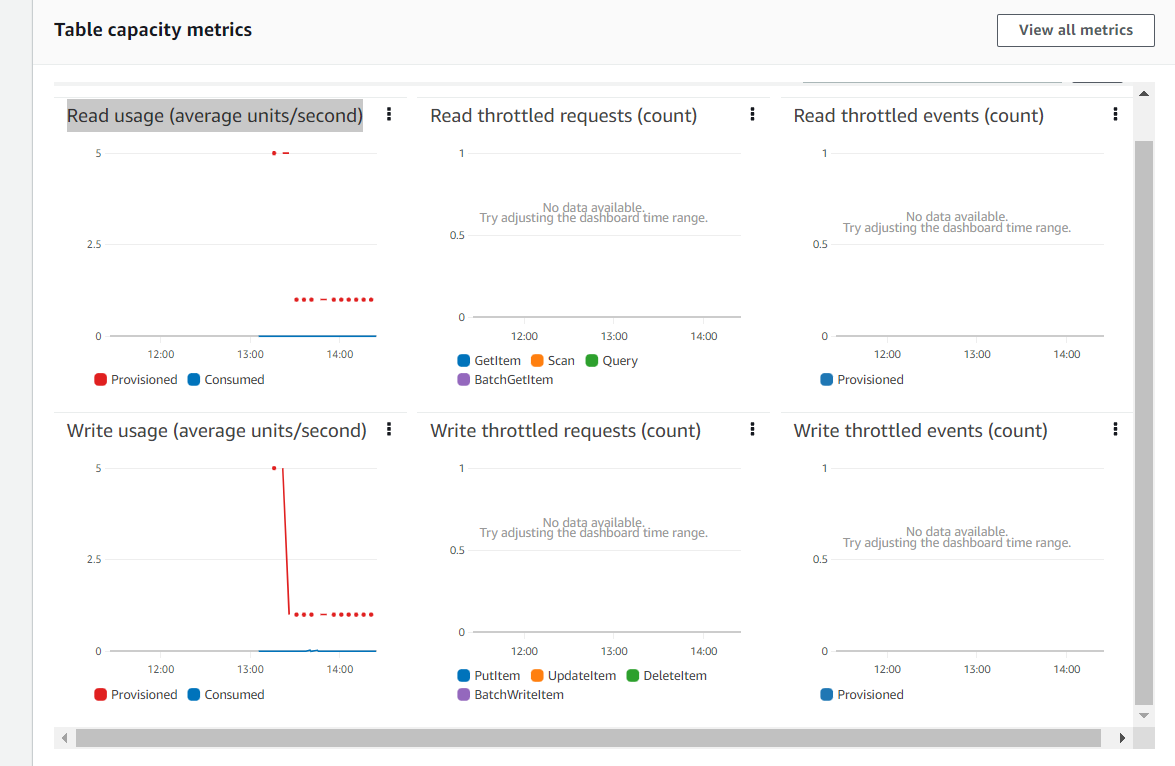 Table capacity metrics
View all metrics
Read usage (average units/second)
5
2.5
0
12:00 13:00 14:00
Provisioned Consumed
Read throttled requests (count)
1
No data available.
Try adjusting the dashboard time range.
0.5
0
12:00 13:00 14:00
GetItem Scan Query
BatchGetItem
Read throttled events (count)
1
No data available.
Try adjusting the dashboard time range.
0.5
0
12:00 13:00 14:00
Provisioned
Write usage (average units/second)
5
2.5
0
12:00 13:00 14:00
Provisioned Consumed
Write throttled requests (count)
1
No data available.
Try adjusting the dashboard time range.
0.5
0
12:00 13:00 14:00
PutItem UpdateItem DeleteItem
BatchWriteItem
Write throttled events (count)
1
No data available.
Try adjusting the dashboard time range.
0.5
0
12:00 13:00 14:00
Provisioned